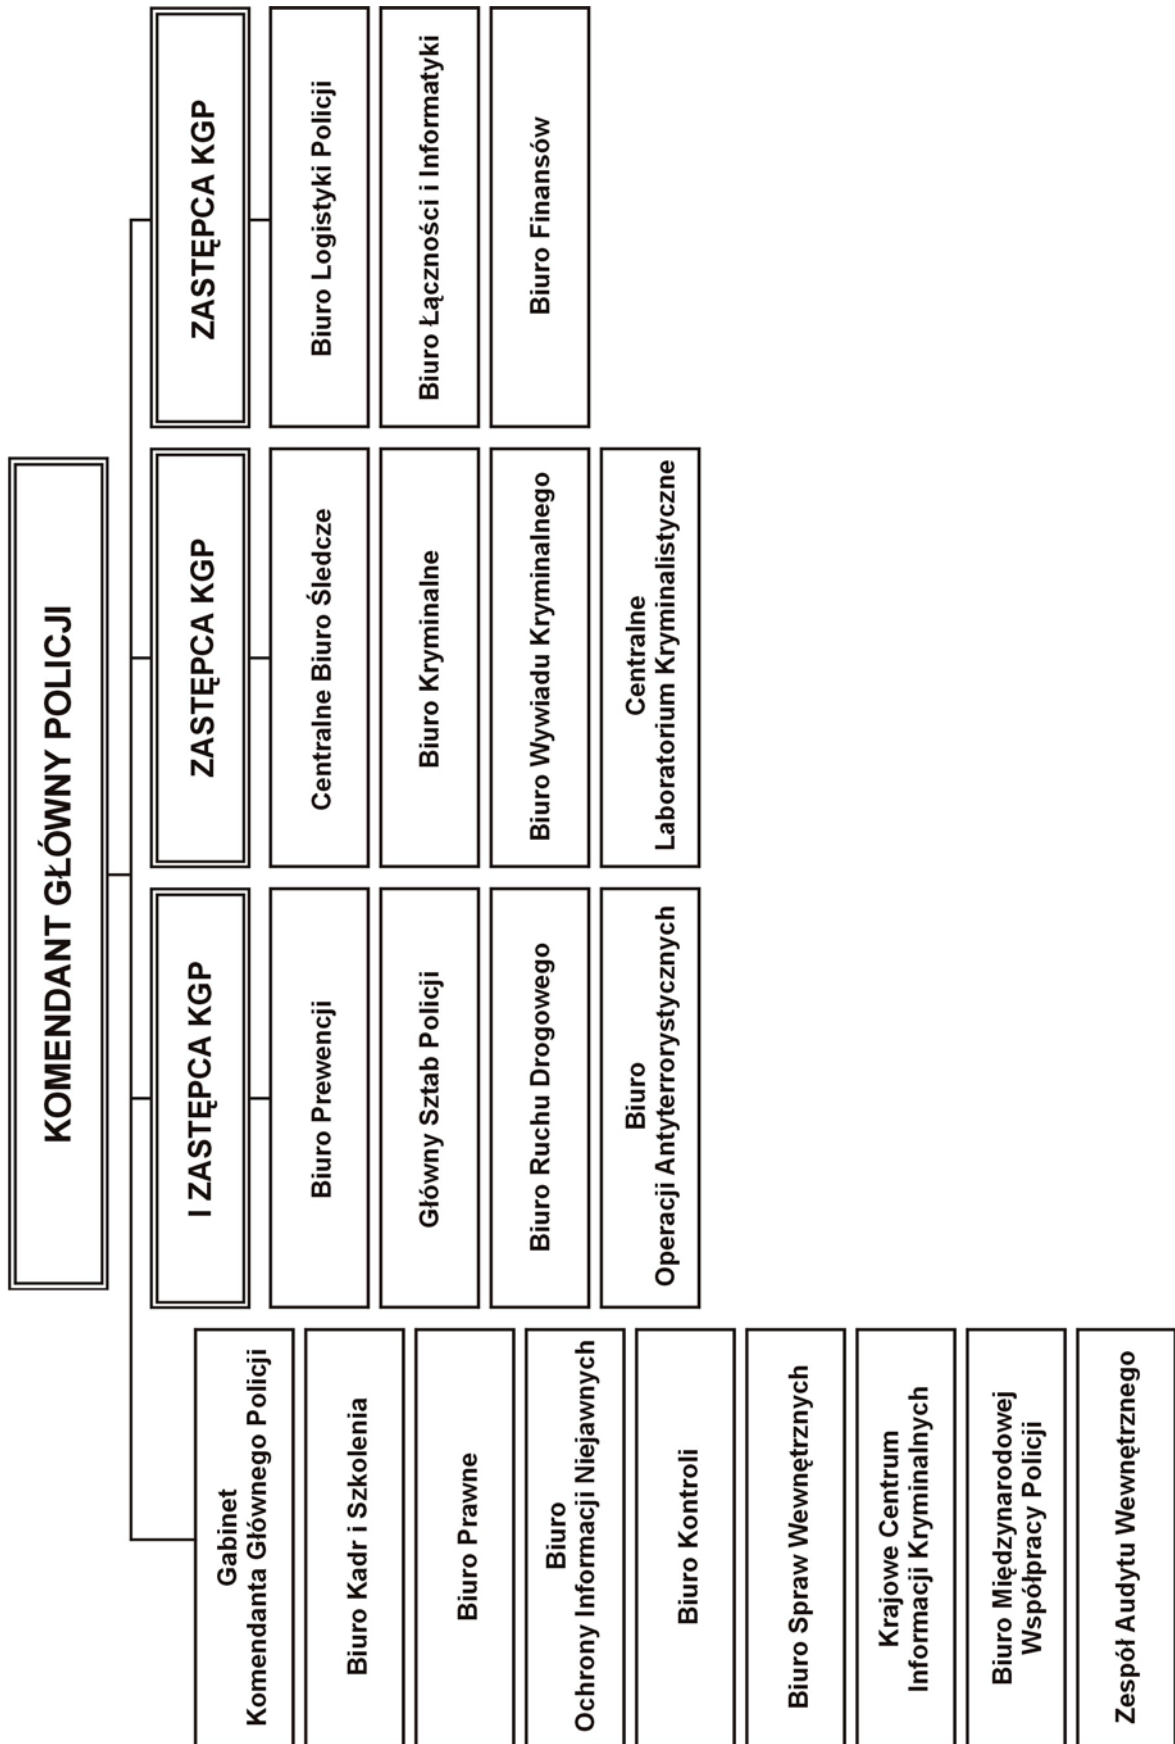 KOMENDANT GŁÓWNY POLICJI
Gabinet
Komendanta Głównego Policji
Biuro Kadr i Szkolenia
Biuro Prawne
Biuro
Ochrony Informacji Niejawnych
Biuro Kontroli
Biuro Spraw Wewnętrznych
Krajowe Centrum
Informacji Kryminalnych
Biuro Międzynarodowej
Współpracy Policji
Zespół Audytu Wewnętrznego
I ZASTĘPCA KGP
Biuro Prewencji
Główny Sztab Policji
Biuro Ruchu Drogowego
Biuro
Operacji Antyterrorystycznych
ZASTĘPCA KGP
Centralne Biuro Śledcze
Biuro Kryminalne
Biuro Wywiadu Kryminalnego
Centralne
Laboratorium Kryminalistyczne
ZASTĘPCA KGP
Biuro Logistyki Policji
Biuro Łączności i Informatyki
Biuro Finansów